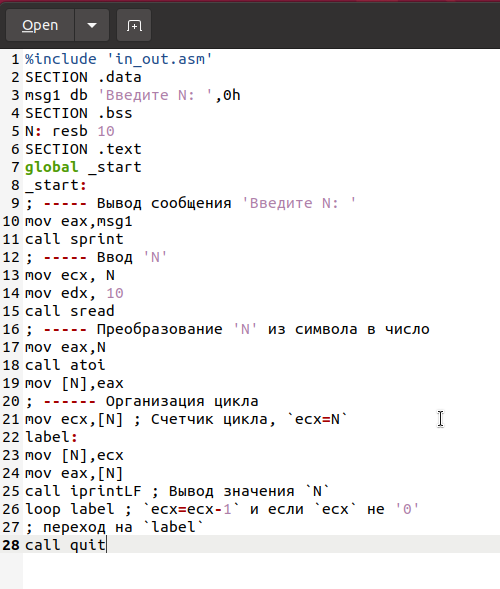 Open
1 %include 'in_out.asm'
2 SECTION .data
3 msg1 db 'Введите N: ',0h
4 SECTION .bss
5 N: resb 10
6 SECTION .text
7 global _start
8 _start:
9 ; ----- Вывод сообщения 'Введите N: '
10 mov eax,msg1
11 call sprint
12 ; ----- Ввод 'N'
13 mov ecx, N
14 mov edx, 10
15 call sread
16 ; ----- Преобразование 'N' из символа в число
17 mov eax,N
18 call atoi
19 mov [N],eax
20 ; ------ Организация цикла
21 mov ecx,[N] ; Счетчик цикла, `ecx=N`
22 label:
23 mov [N],ecx
24 mov eax,[N]
25 call iprintLF ; Вывод значения `N`
26 loop label ; `ecx=ecx-1` и если `ecx` не '0'
27 ; переход на `label`
28 call quit